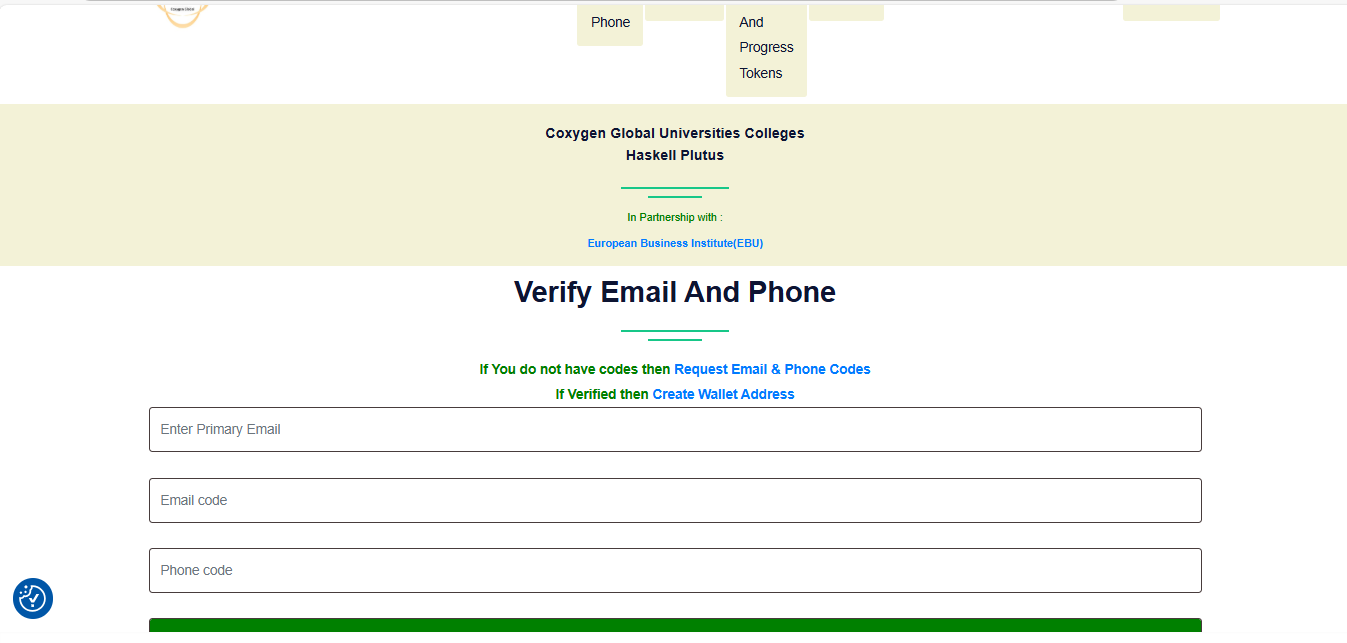 Phone
And
Progress
Tokens
Coxygen Global Universities Colleges
Haskell Plutus
In Partnership with :
European Business Institute(EBU)
Verify Email And Phone
If You do not have codes then Request Email & Phone Codes
If Verified then Create Wallet Address
Enter Primary Email
Email code
Phone code